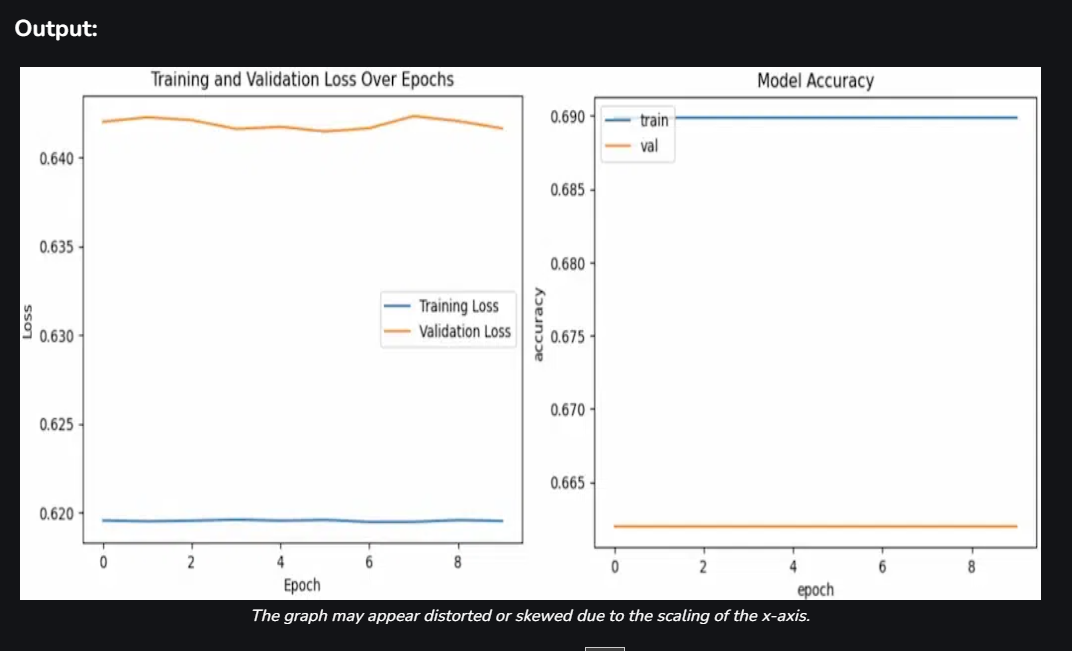 Output:
Training and Validation Loss Over Epochs
0.640
0.635
0.630
0.625
0.620
Loss
Training Loss
Validation Loss
0 2 4 6 8
Epoch
Model Accuracy
0.690
0.685
0.680
0.675
0.670
0.665
accuracy
train
val
0 2 4 6 8
epoch
The graph may appear distorted or skewed due to the scaling of the x-axis.